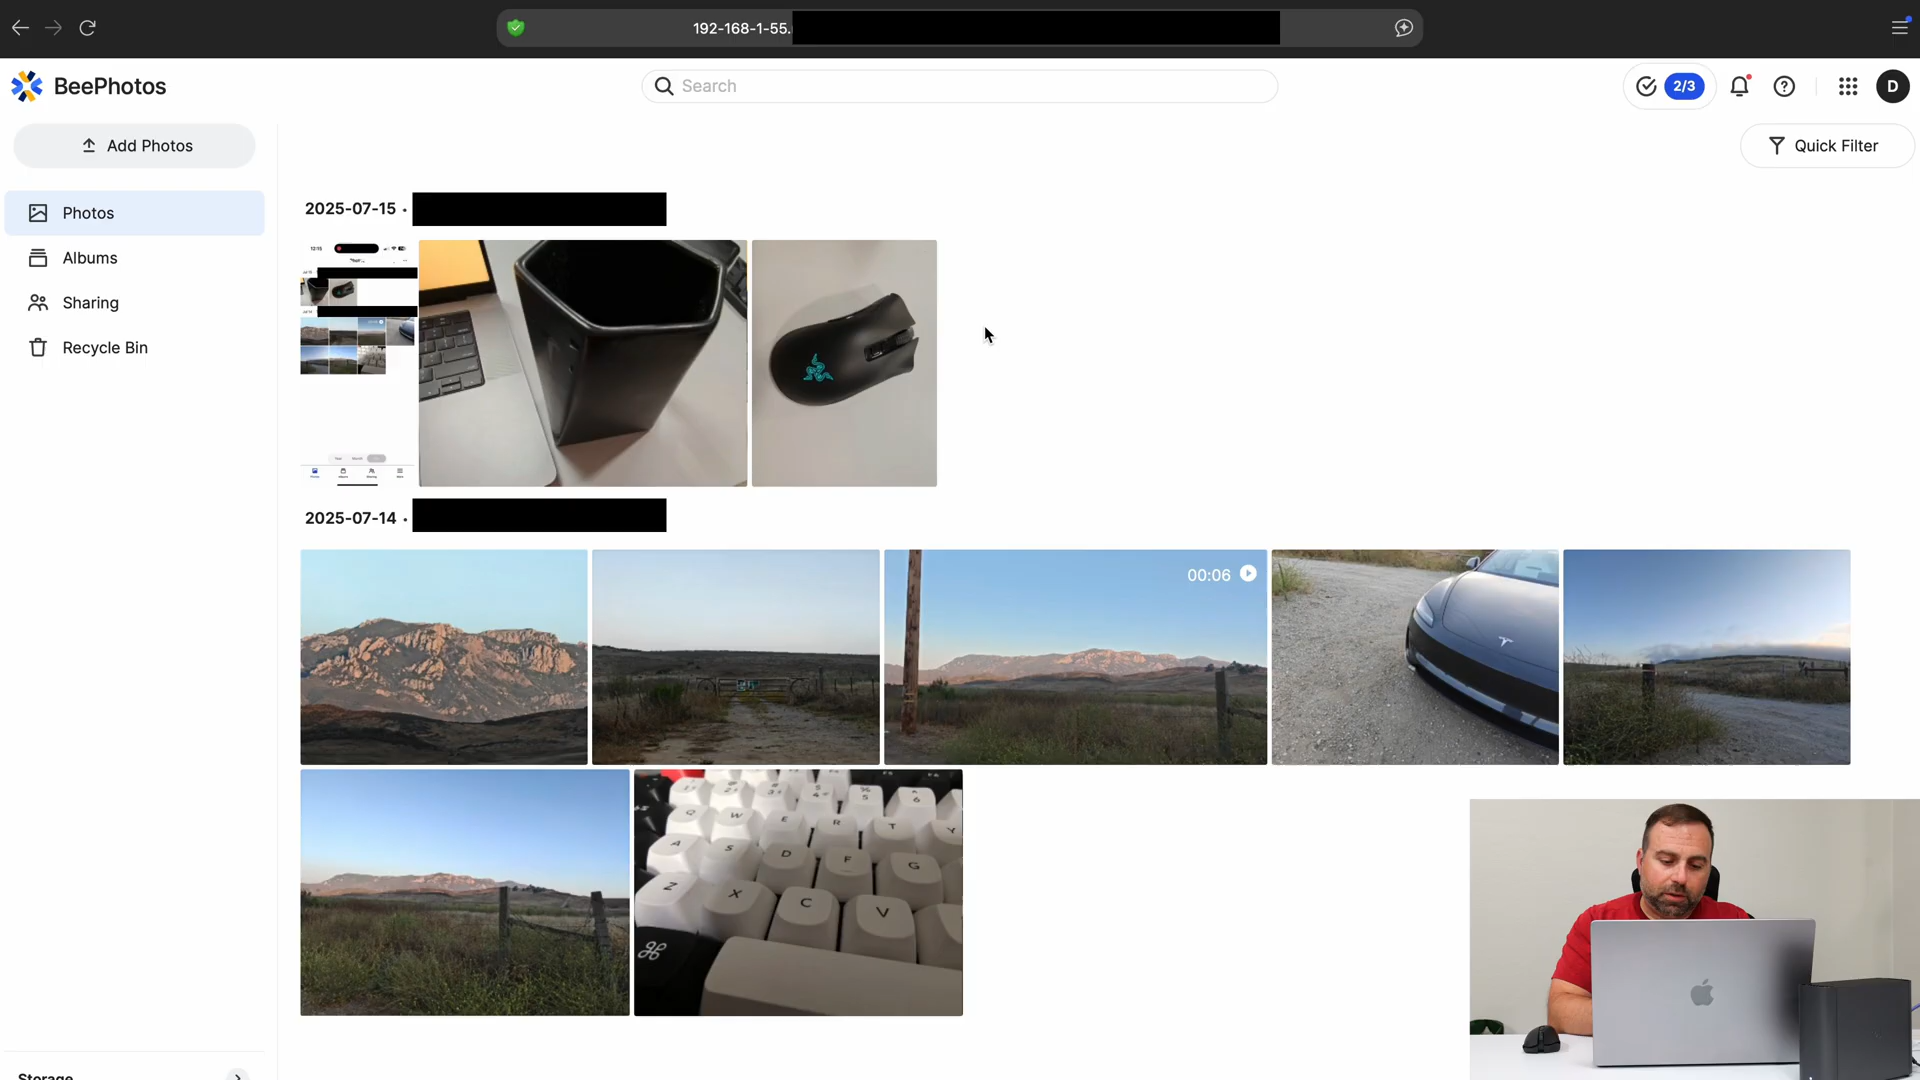 192-168-1-55.
BeePhotos
Search
2/3
D
Add Photos
Quick Filter
Photos
Albums
Sharing
Recycle Bin
2025-07-15 •
2025-07-14 •
00:06
Q W E R T Y
A S D F G
Z X C V
⌘
Storage